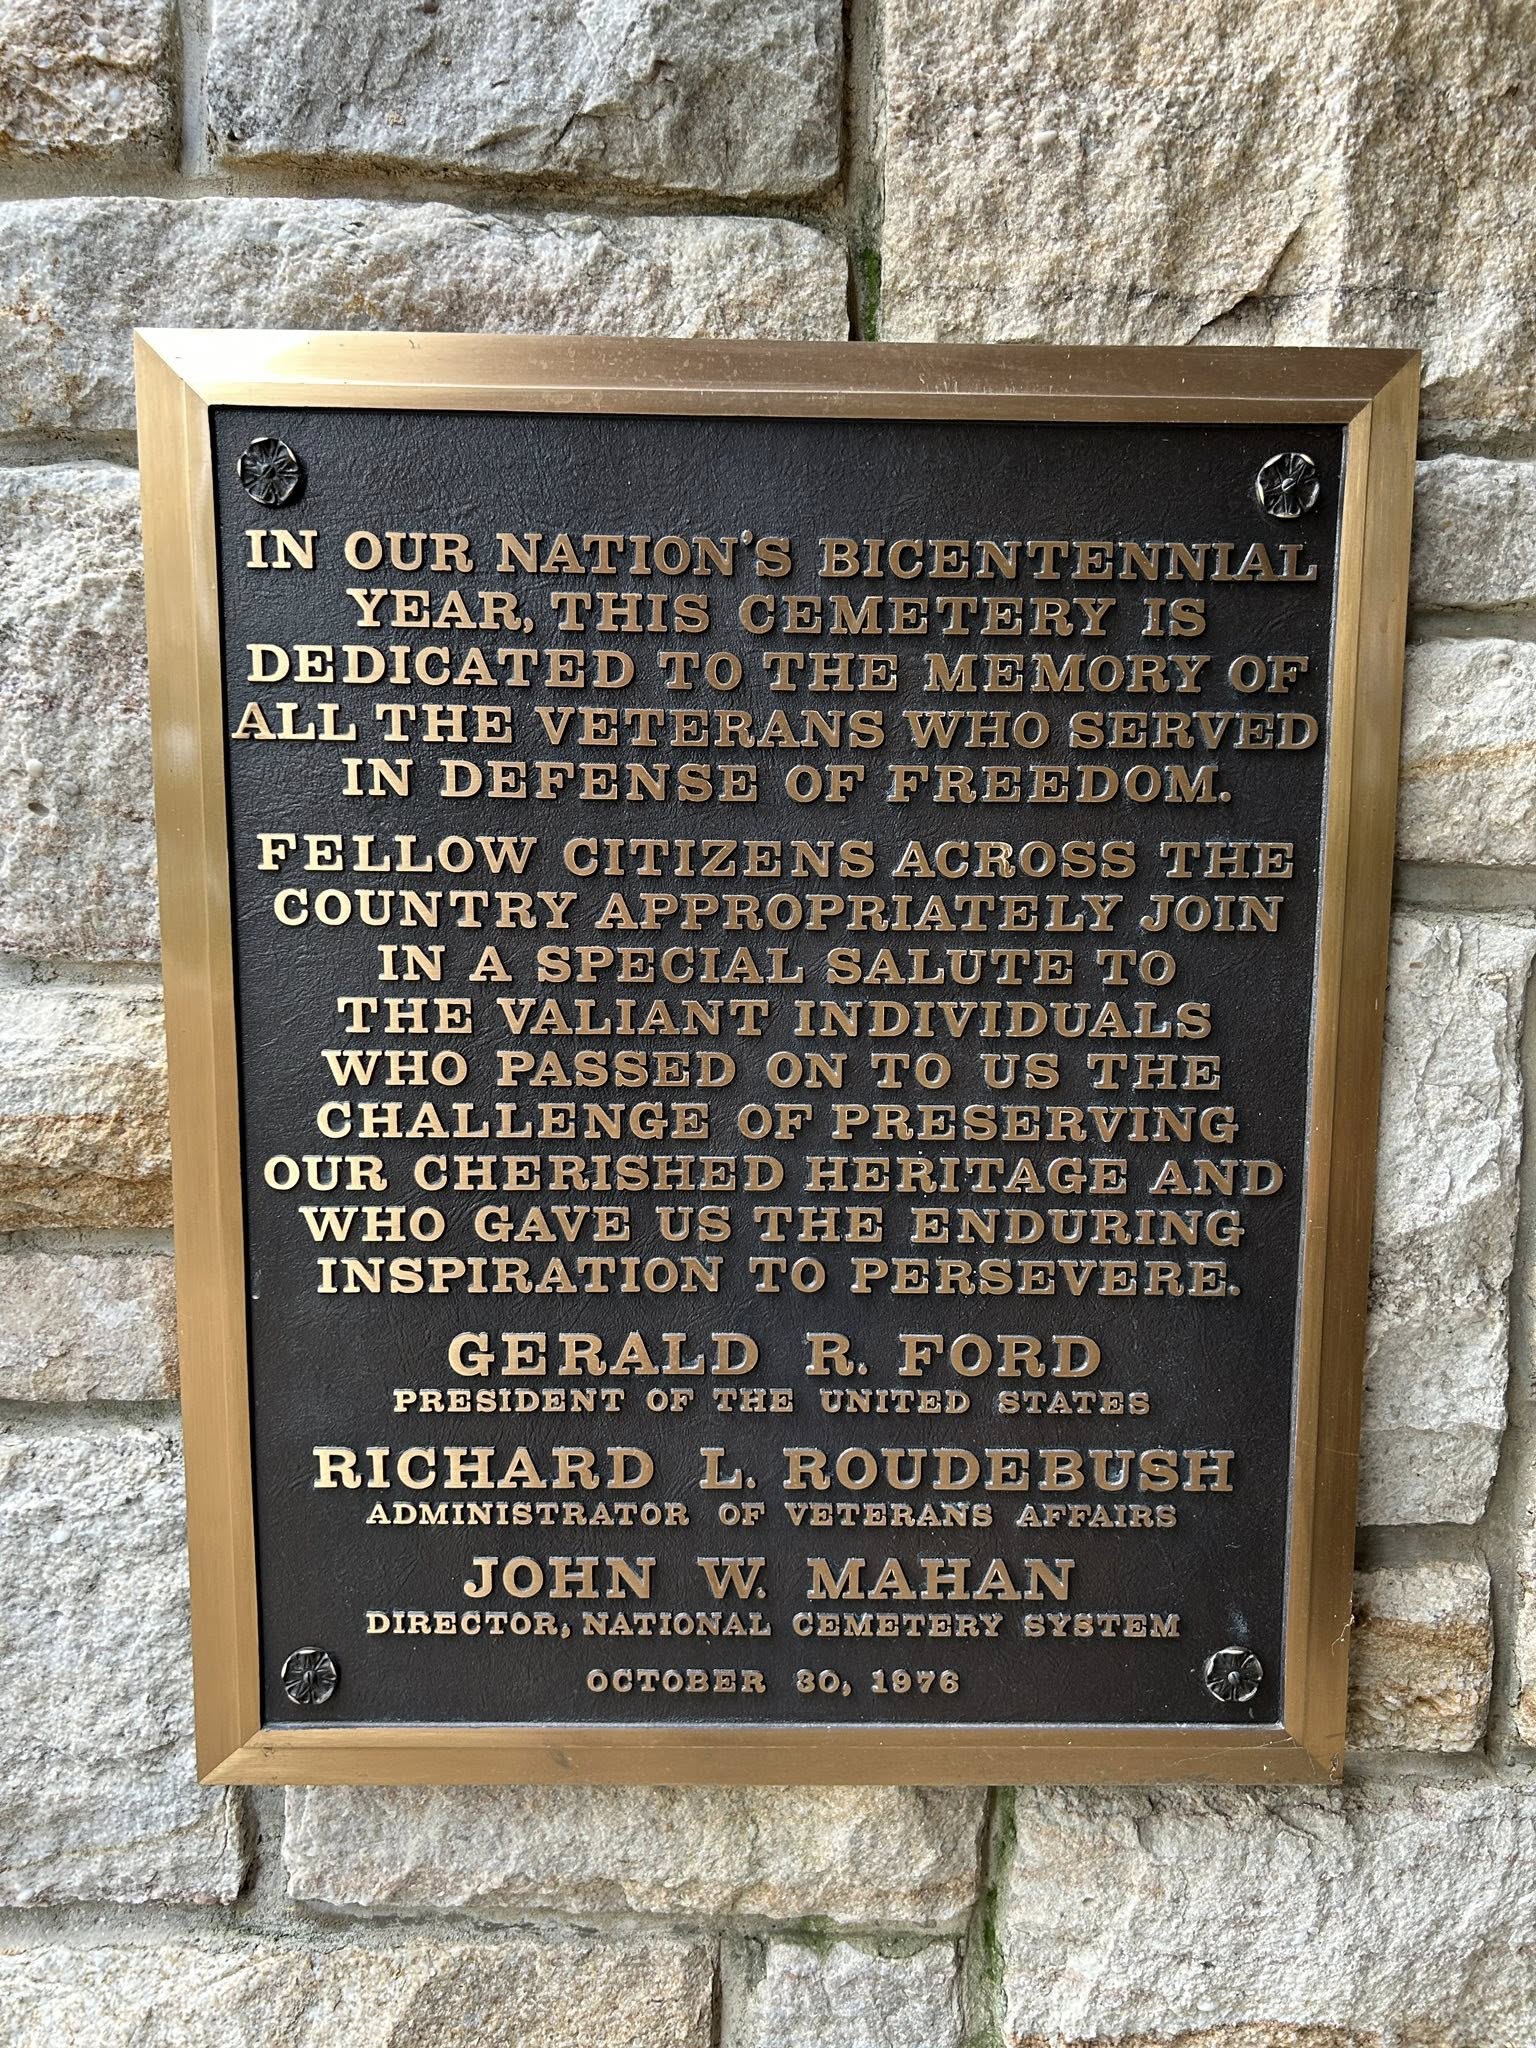 IN OUR NATION'S BICENTENNIAL
YEAR, THIS CEMETERY IS
DEDICATED TO THE MEMORY OF
ALL THE VETERANS WHO SERVED
IN DEFENSE OF FREEDOM.
FELLOW CITIZENS ACROSS THE
COUNTRY APPROPRIATELY JOIN
IN A SPECIAL SALUTE TO
THE VALIANT INDIVIDUALS
WHO PASSED ON TO US THE
CHALLENGE OF PRESERVING
OUR CHERISHED HERITAGE AND
WHO GAVE US THE ENDURING
INSPIRATION TO PERSEVERE.
GERALD R. FORD
PRESIDENT OF THE UNITED STATES
RICHARD L. ROUDEBUSH
ADMINISTRATOR OF VETERANS AFFAIRS
JOHN W. MAHAN
DIRECTOR, NATIONAL CEMETERY SYSTEM
OCTOBER 30, 1976